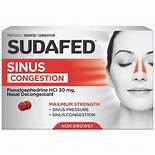 SUDAFED®
SINUS
CONGESTION
Pseudoephedrine HCl 30 mg,
Nasal Decongestant
MAXIMUM STRENGTH
• SINUS PRESSURE
• SINUS CONGESTION
NON-DROWSY